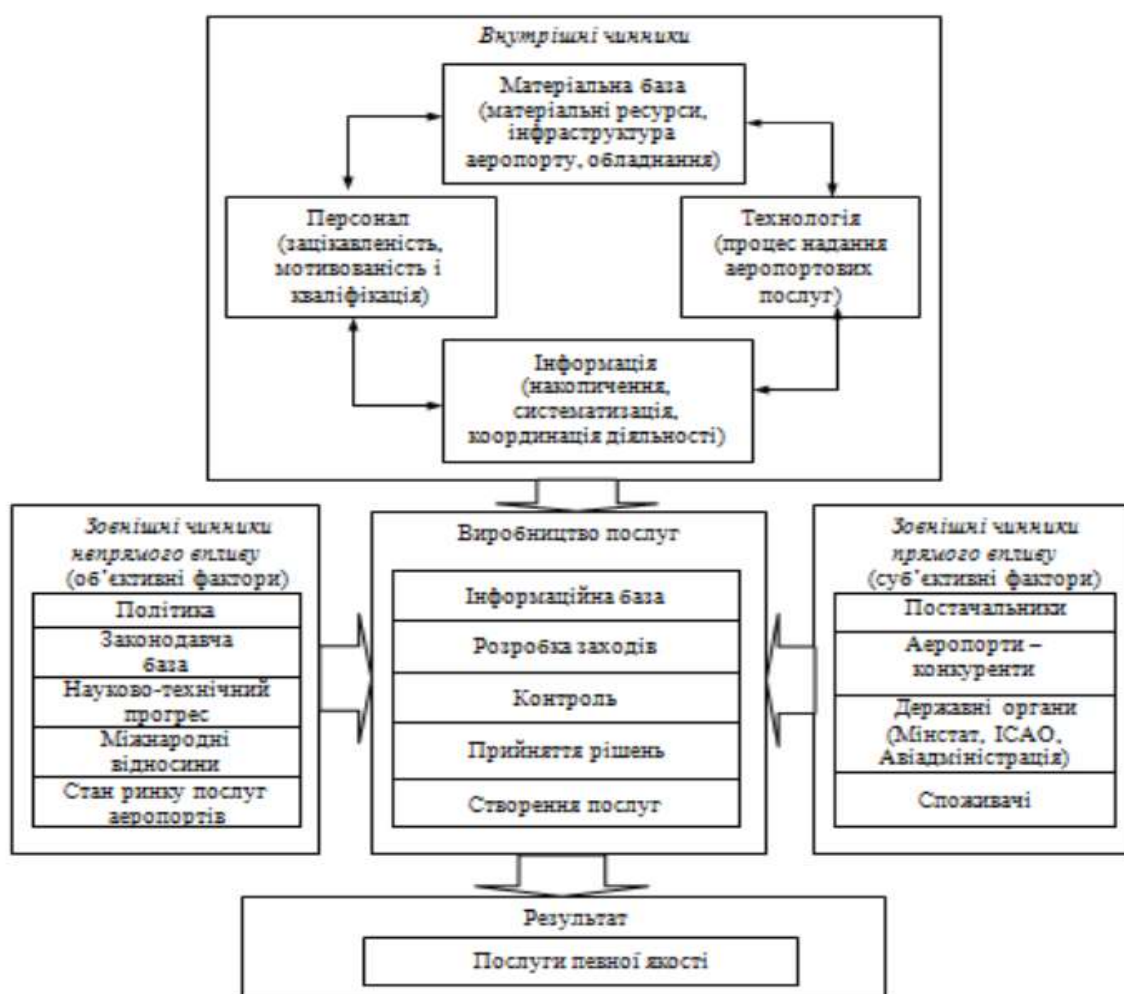 Внутрішні чинники
Матеріальна база
(матеріальні ресурси,
інфраструктура
аеропорту, обладнання)
Персонал
(зацікавленість,
мотивованість і
кваліфікація)
Технологія
(процес надання
аеропортових
послуг)
Інформація
(накопичення,
систематизація,
координація діяльності)
Зовнішні чинники
непрямого впливу
(об’єктивні фактори)
Політика
Законодавча
база
Науково-технічний
прогрес
Міжнародні
відносини
Стан ринку послуг
аеропортів
Виробництво послуг
Інформаційна база
Розробка заходів
Контроль
Прийняття рішень
Створення послуг
Зовнішні чинники
прямого впливу
(суб’єктивні фактори)
Постачальники
Аеропорти –
конкуренти
Державні органи
(Мінстат, ІСАО,
Авіадміністрація)
Споживачі
Результат
Послуги певної якості